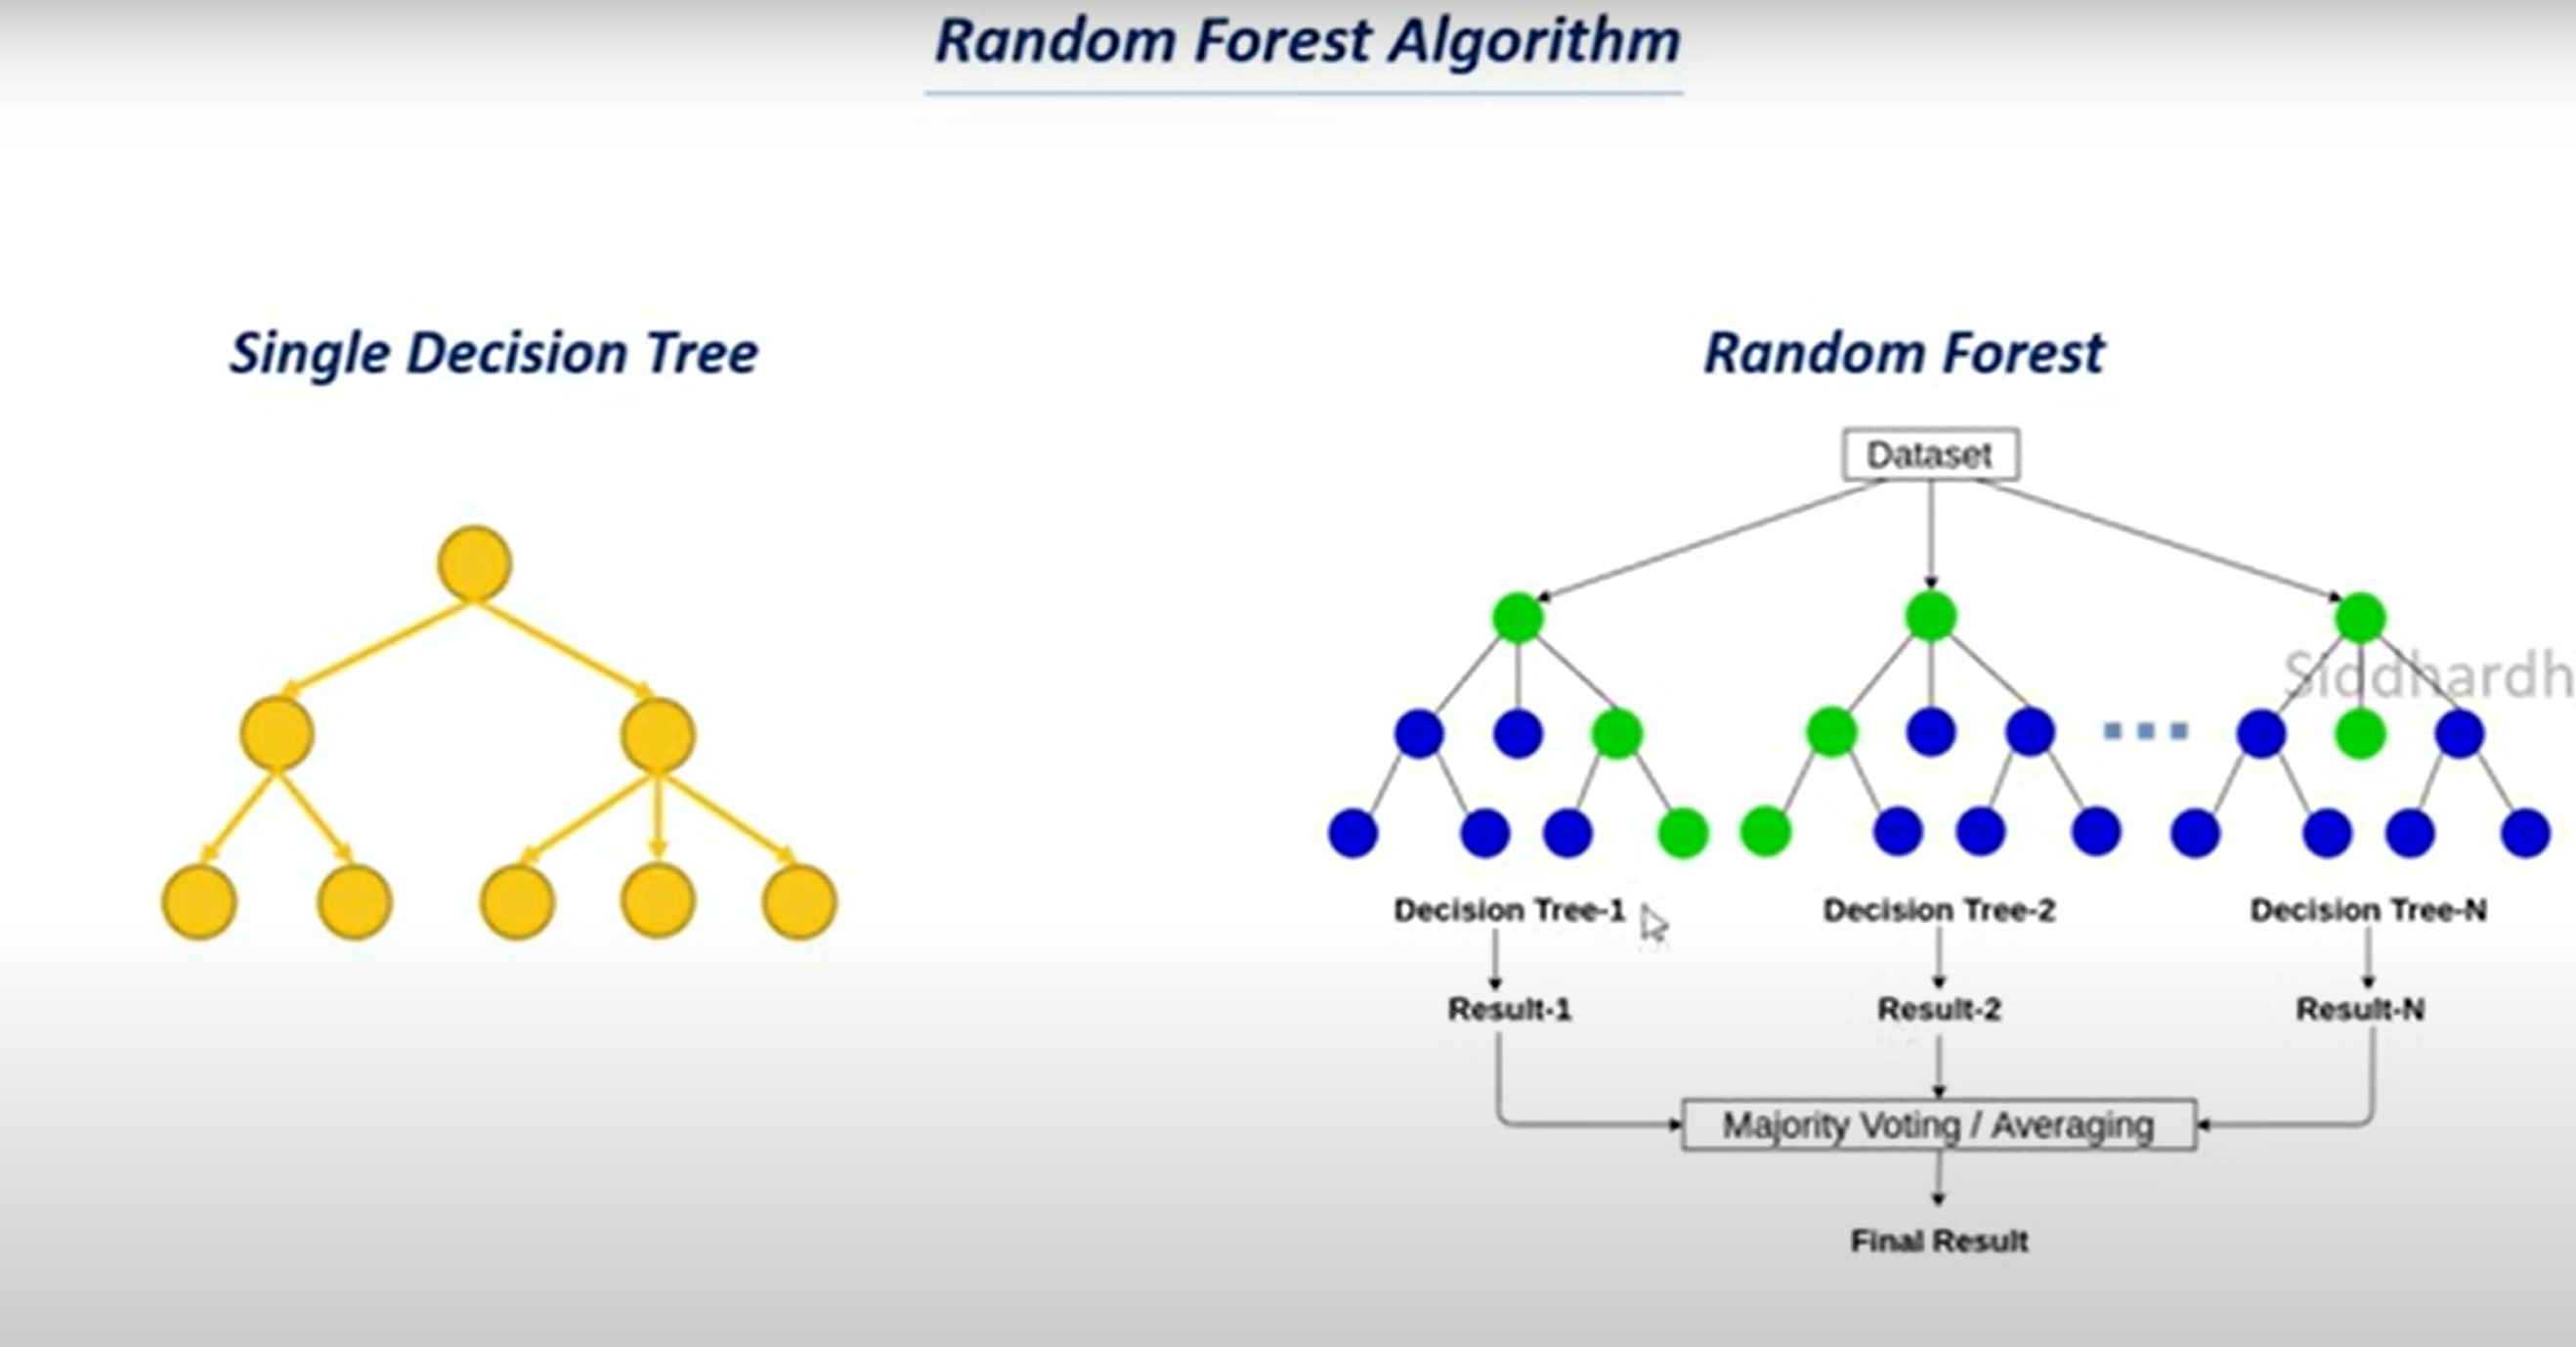 Random Forest Algorithm
Single Decision Tree
Random Forest
Dataset
Siddhardh
Decision Tree-1
Decision Tree-2
Decision Tree-N
Result-1
Result-2
Result-N
Majority Voting / Averaging
Final Result